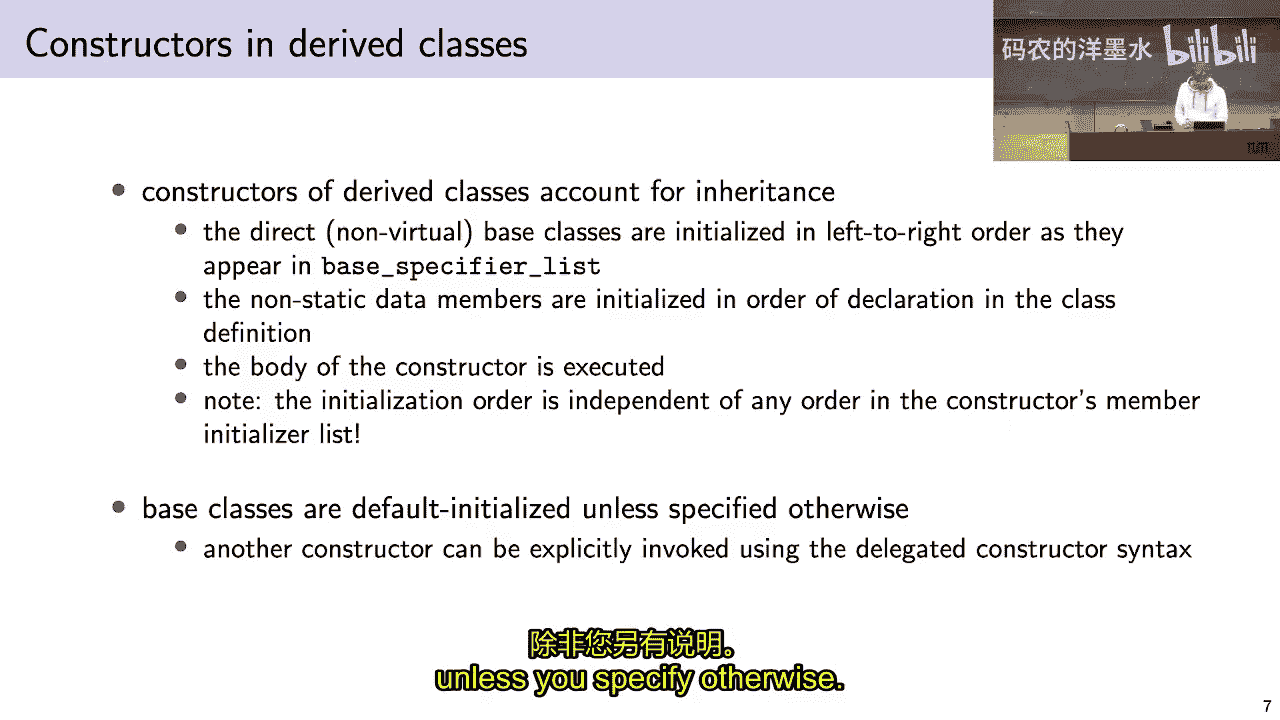 Constructors in derived classes
码农的洋墨水 bilibili
• constructors of derived classes account for inheritance
• the direct (non-virtual) base classes are initialized in left-to-right order as they
appear in base_specifier_list
• the non-static data members are initialized in order of declaration in the class
definition
• the body of the constructor is executed
• note: the initialization order is independent of any order in the constructor's member
initializer list!
• base classes are default-initialized unless specified otherwise
• another constructor can be explicitly invoked using the delegated constructor syntax
除非您另有说明。
unless you specify otherwise.
7